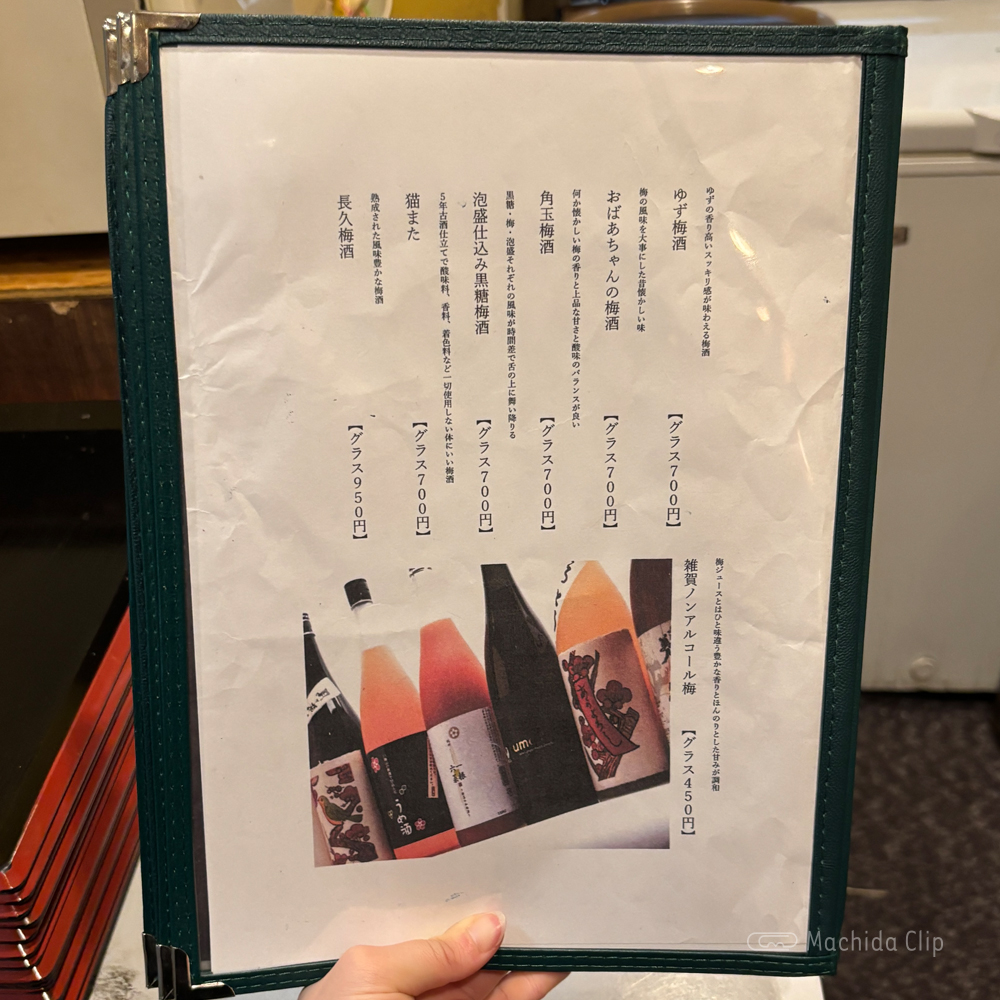 ゆずの香り高いスッキリ感が味わえる梅酒
ゆず梅酒
【グラス700円】
梅の風味を大事にした昔懐かしい味
おばあちゃんの梅酒
【グラス700円】
何か懐かしい梅の香りと上品な甘さと酸味のバランスが良い
角玉梅酒
【グラス700円】
黒糖・梅・泡盛それぞれの風味が時間差で舌の上に舞い降りる
泡盛仕込み黒糖梅酒
【グラス700円】
5年古酒仕立てで酸味料、香料、着色料など一切使用しない体にいい梅酒
猫また
【グラス700円】
熟成された風味豊かな梅酒
長久梅酒
【グラス950円】
梅ジュースとはひと味違う豊かな香りとほんのりとした甘みが調和
雑賀ノンアルコール梅
【グラス450円】
うめ酒
ume
Machida Clip